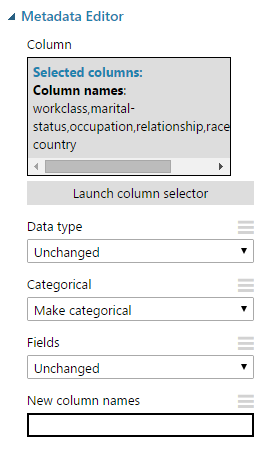 Metadata Editor
Column
Selected columns:
Column names:
workclass,marital-
status,occupation,relationship,race
country
Launch column selector
Data type
Unchanged
Categorical
Make categorical
Fields
Unchanged
New column names